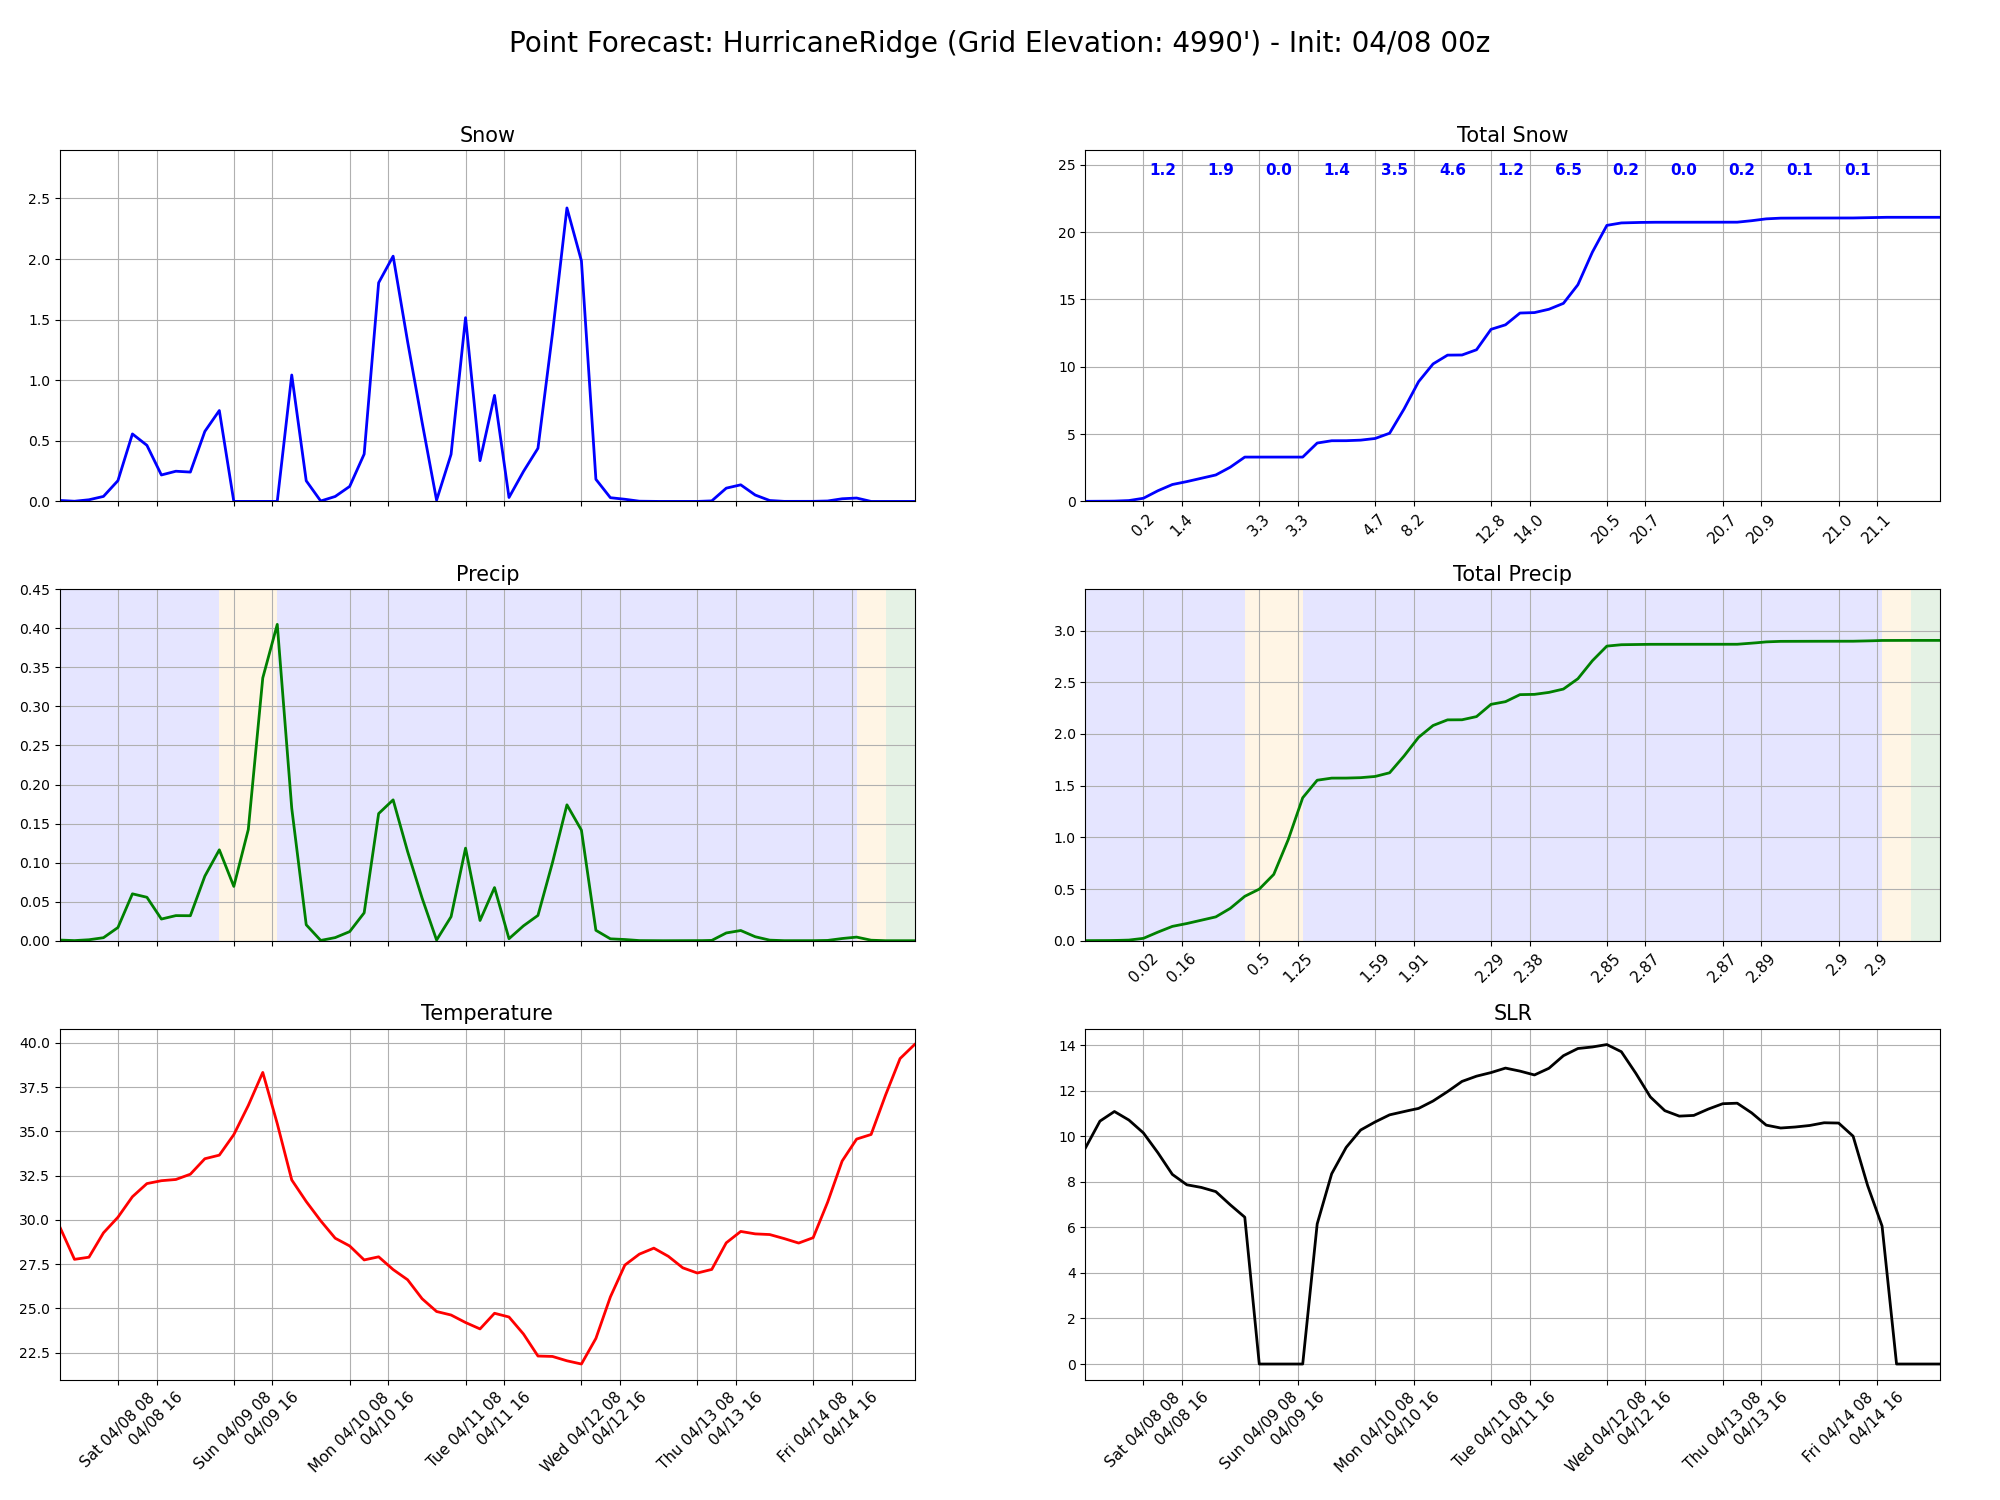 Point Forecast: HurricaneRidge (Grid Elevation: 4990') - Init: 04/08 00z
Snow
2.5
2.0
1.5
1.0
0.5
0.0
Total Snow
25
20
15
10
5
0
1.2 1.9 0.0 1.4 3.5 4.6 1.2 6.5 0.2 0.0 0.2 0.1 0.1
0.2 1.4 3.3 3.3 4.7 8.2 12.8 14.0 20.5 20.7 20.7 20.9 21.0 21.1
Precip
0.45
0.40
0.35
0.30
0.25
0.20
0.15
0.10
0.05
0.00
Total Precip
3.0
2.5
2.0
1.5
1.0
0.5
0.0
0.02 0.16 0.5 1.25 1.59 1.91 2.29 2.38 2.85 2.87 2.87 2.89 2.9 2.9
Temperature
40.0
37.5
35.0
32.5
30.0
27.5
25.0
22.5
Sat 04/08 08
04/08 16
Sun 04/09 08
04/09 16
Mon 04/10 08
04/10 16
Tue 04/11 08
04/11 16
Wed 04/12 08
04/12 16
Thu 04/13 08
04/13 16
Fri 04/14 08
04/14 16
SLR
14
12
10
8
6
4
2
0
Sat 04/08 08
04/08 16
Sun 04/09 08
04/09 16
Mon 04/10 08
04/10 16
Tue 04/11 08
04/11 16
Wed 04/12 08
04/12 16
Thu 04/13 08
04/13 16
Fri 04/14 08
04/14 16